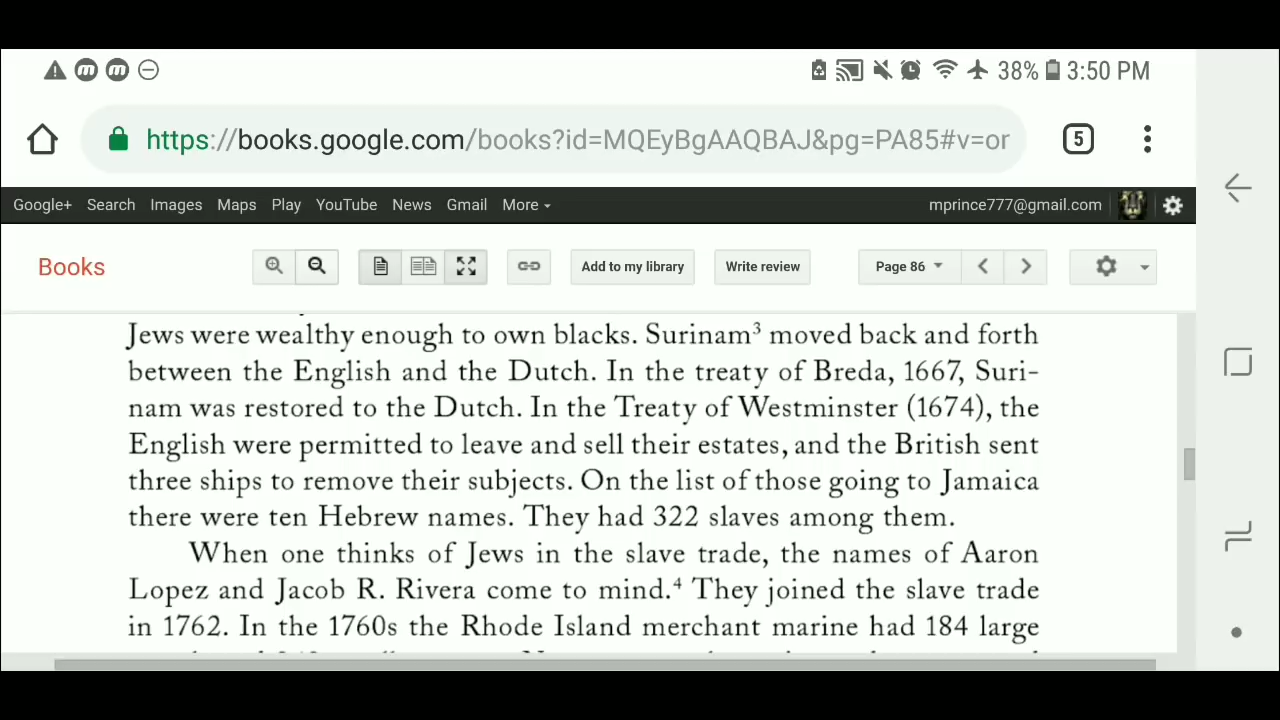 38% 3:50 PM
https://books.google.com/books?id=MQEyBgAAQBAJ&pg=PA85#v=or
5
Google+ Search Images Maps Play YouTube News Gmail More
mprince777@gmail.com
Books
Add to my library
Write review
Page 86
Jews were wealthy enough to own blacks. Surinam³ moved back and forth
between the English and the Dutch. In the treaty of Breda, 1667, Suri-
nam was restored to the Dutch. In the Treaty of Westminster (1674), the
English were permitted to leave and sell their estates, and the British sent
three ships to remove their subjects. On the list of those going to Jamaica
there were ten Hebrew names. They had 322 slaves among them.
When one thinks of Jews in the slave trade, the names of Aaron
Lopez and Jacob R. Rivera come to mind.⁴ They joined the slave trade
in 1762. In the 1760s the Rhode Island merchant marine had 184 large